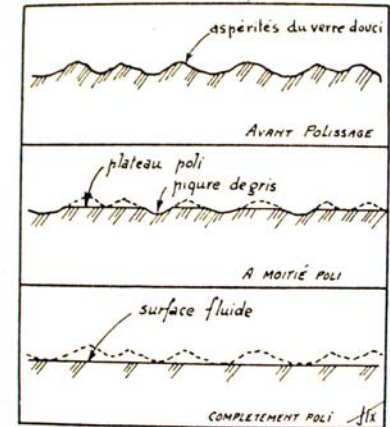 aspérités du verre douci
AVANT POLISSAGE
plateau poli
piqure de gris
A MOITIÉ POLI
surface fluide
COMPLETEMENT POLI